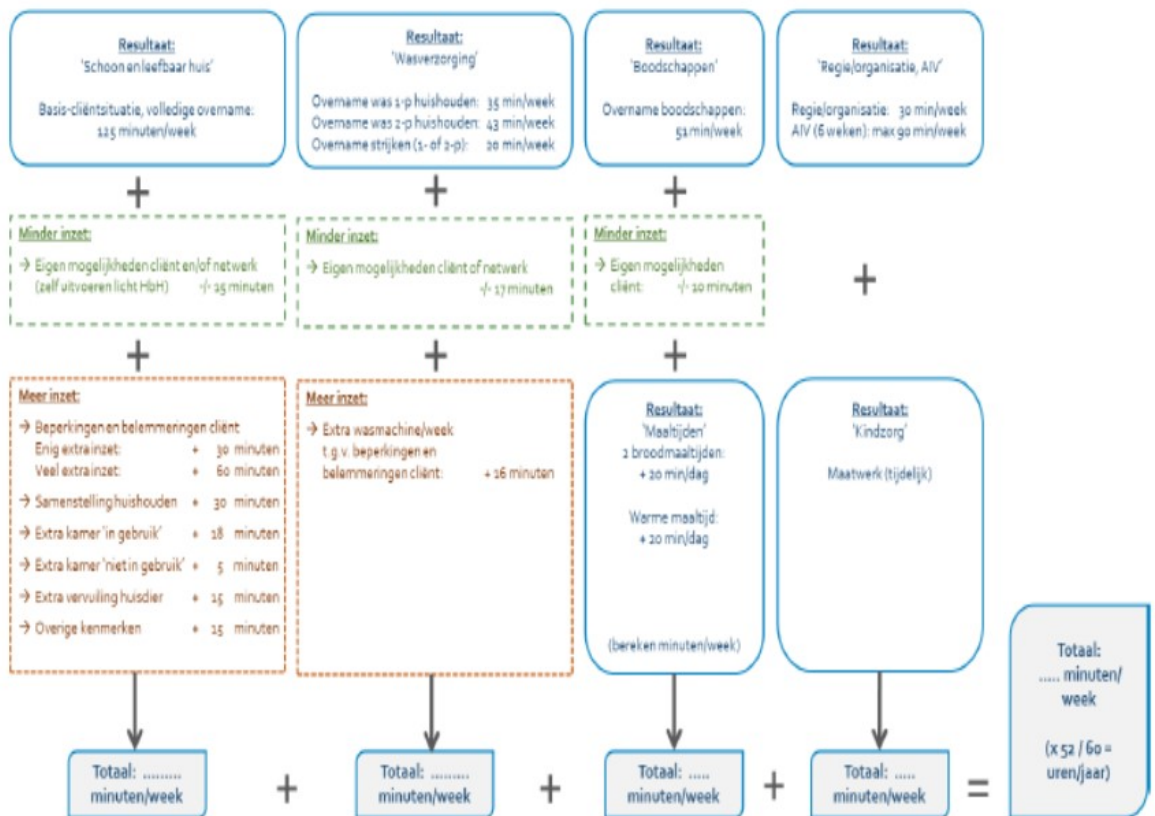 Resultaat:
'Schoon en leefbaar huis'
Basis-cliëntsituatie, volledige overname:
125 minuten/week
Resultaat:
'Wasverzorging'
Overname was 1-p huishouden: 35 min/week
Overname was 2-p huishouden: 43 min/week
Overname strijken (1- of 2-p): 20 min/week
Resultaat:
'Boodschappen'
Overname boodschappen:
51 min/week
Resultaat:
'Regie/organisatie, AIV'
Regie/organisatie: 30 min/week
AIV (6 weken): max 90 min/week
+
+
+
Minder inzet:
→ Eigen mogelijkheden cliënt en/of netwerk
(zelf uitvoeren licht HbH) -/- 15 minuten
Minder inzet:
→ Eigen mogelijkheden cliënt of netwerk
-/- 17 minuten
Minder inzet:
→ Eigen mogelijkheden
cliënt: -/- 10 minuten
+
+
+
+
Meer inzet:
→ Beperkingen en belemmeringen cliënt
Enig extra inzet: + 30 minuten
Veel extra inzet: + 60 minuten
→ Samenstelling huishouden + 30 minuten
→ Extra kamer 'in gebruik' + 18 minuten
→ Extra kamer 'niet in gebruik' + 5 minuten
→ Extra vervuiling huisdier + 15 minuten
→ Overige kenmerken + 15 minuten
Meer inzet:
→ Extra wasmachine/week
t.g.v. beperkingen en
belemmeringen cliënt: + 16 minuten
Resultaat:
'Maaltijden'
2 broodmaaltijden:
+ 20 min/dag
Warme maaltijd:
+ 20 min/dag
(bereken minuten/week)
Resultaat:
'Kindzorg'
Maatwerk (tijdelijk)
Totaal: .........
minuten/week
+
Totaal: .........
minuten/week
+
Totaal: .....
minuten/week
+
Totaal: .....
minuten/week
=
Totaal:
..... minuten/
week
(x 52 / 60 =
uren/jaar)